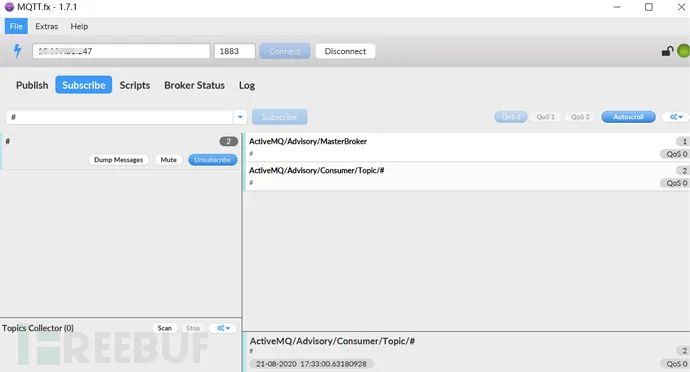 MQTT.fx - 1.7.1
File Extras Help
1883 Connect Disconnect
Publish Subscribe Scripts Broker Status Log
# Subscribe QoS 0 QoS 1 QoS 2 Autoscroll
# 2
Dump Messages Mute Unsubscribe
ActiveMQ/Advisory/MasterBroker 1
# QoS 0
ActiveMQ/Advisory/Consumer/Topic/# 2
# QoS 0
Topics Collector (0) Scan Stop
ActiveMQ/Advisory/Consumer/Topic/#
2
21-08-2020 17:33:00.63180928 QoS 0
FREEBUF